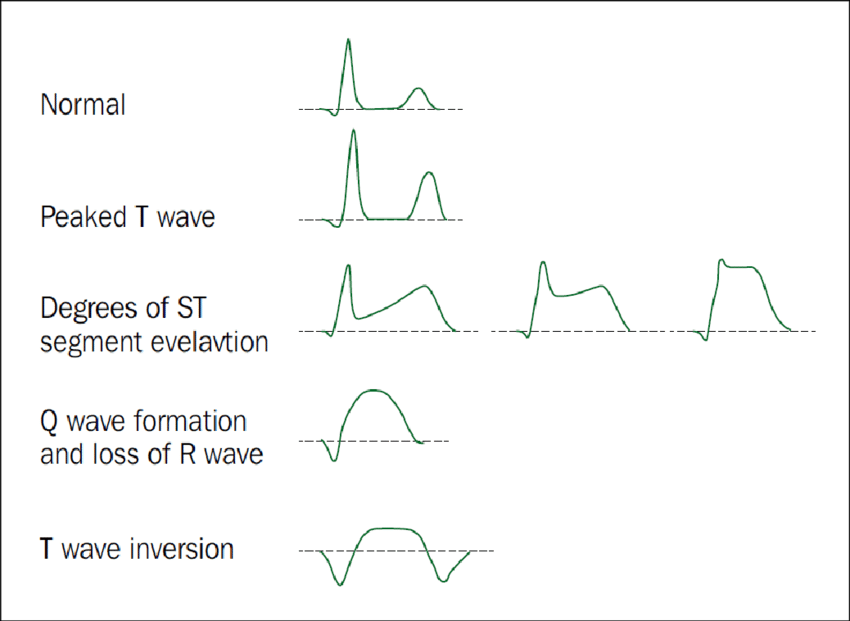 Normal
Peaked T wave
Degrees of ST
segment evelavtion
Q wave formation
and loss of R wave
T wave inversion